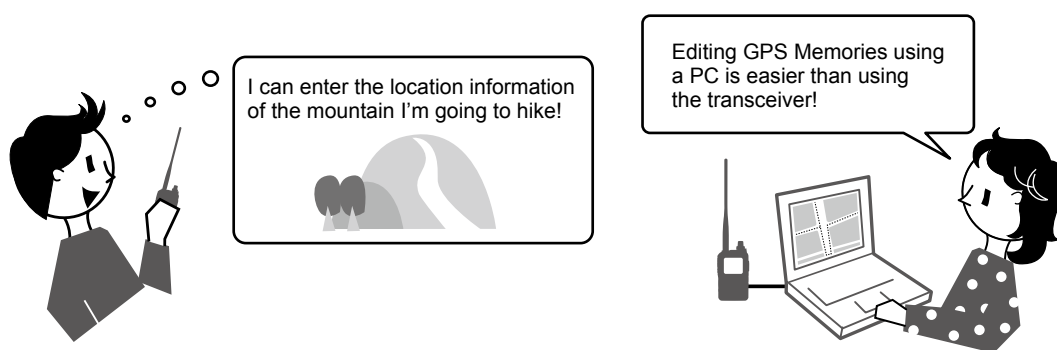 I can enter the location information
of the mountain I'm going to hike!
Editing GPS Memories using
a PC is easier than using
the transceiver!